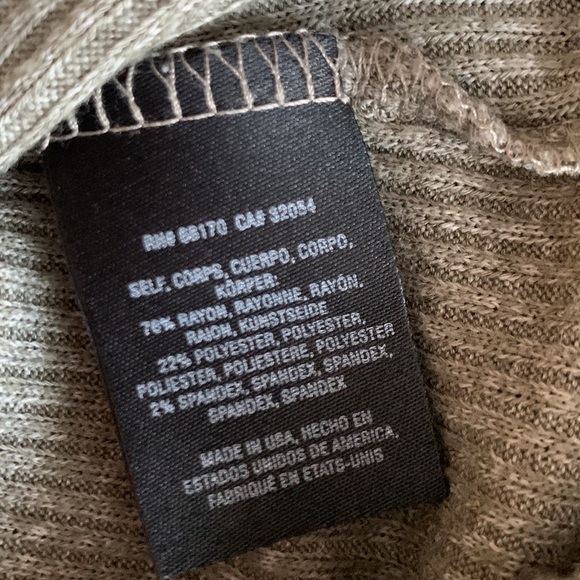 RN# 68170 CA# 32054
SELF, CORPS, CUERPO, CORPO,
KÖRPER:
76% RAYON, RAYONNE, RAYÓN,
RAION, KUNSTSEIDE
22% POLYESTER, POLYESTER,
POLIESTER, POLIESTERE, POLYESTER
2% SPANDEX, SPANDEX, SPANDEX,
SPANDEX, SPANDEX
MADE IN USA, HECHO EN
ESTADOS UNIDOS DE AMERICA,
FABRIQUÉ EN ETATS-UNIS